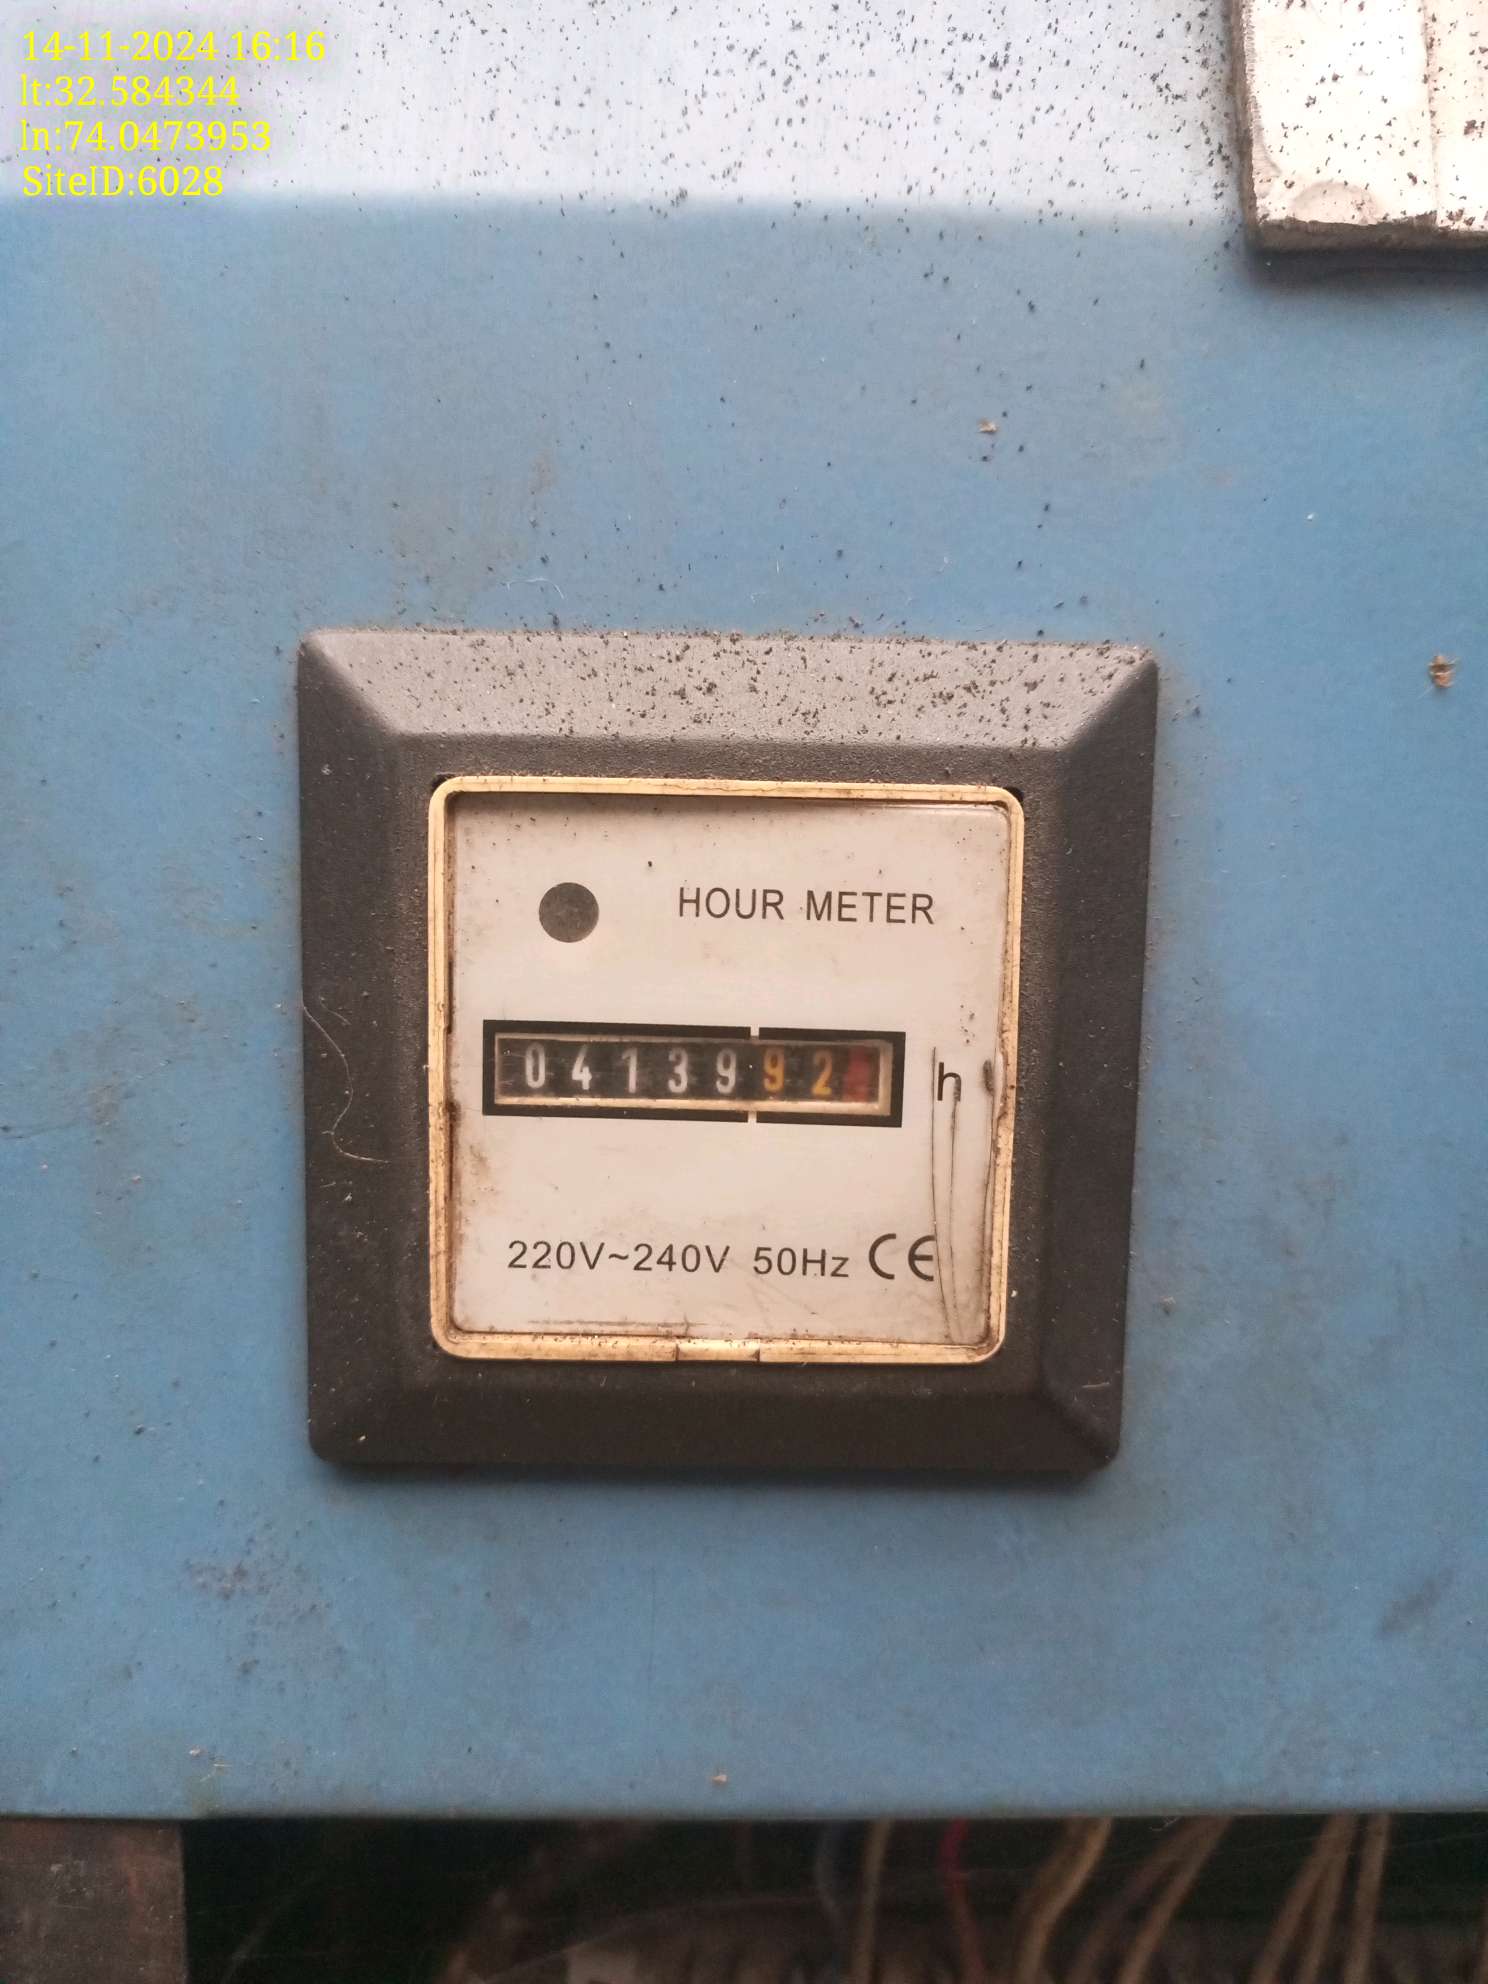 14-11-2024 16:16
lt:32.584344
ln:74.0473953
SiteID:6028
HOUR METER
0413992 h
220V~240V 50Hz CE